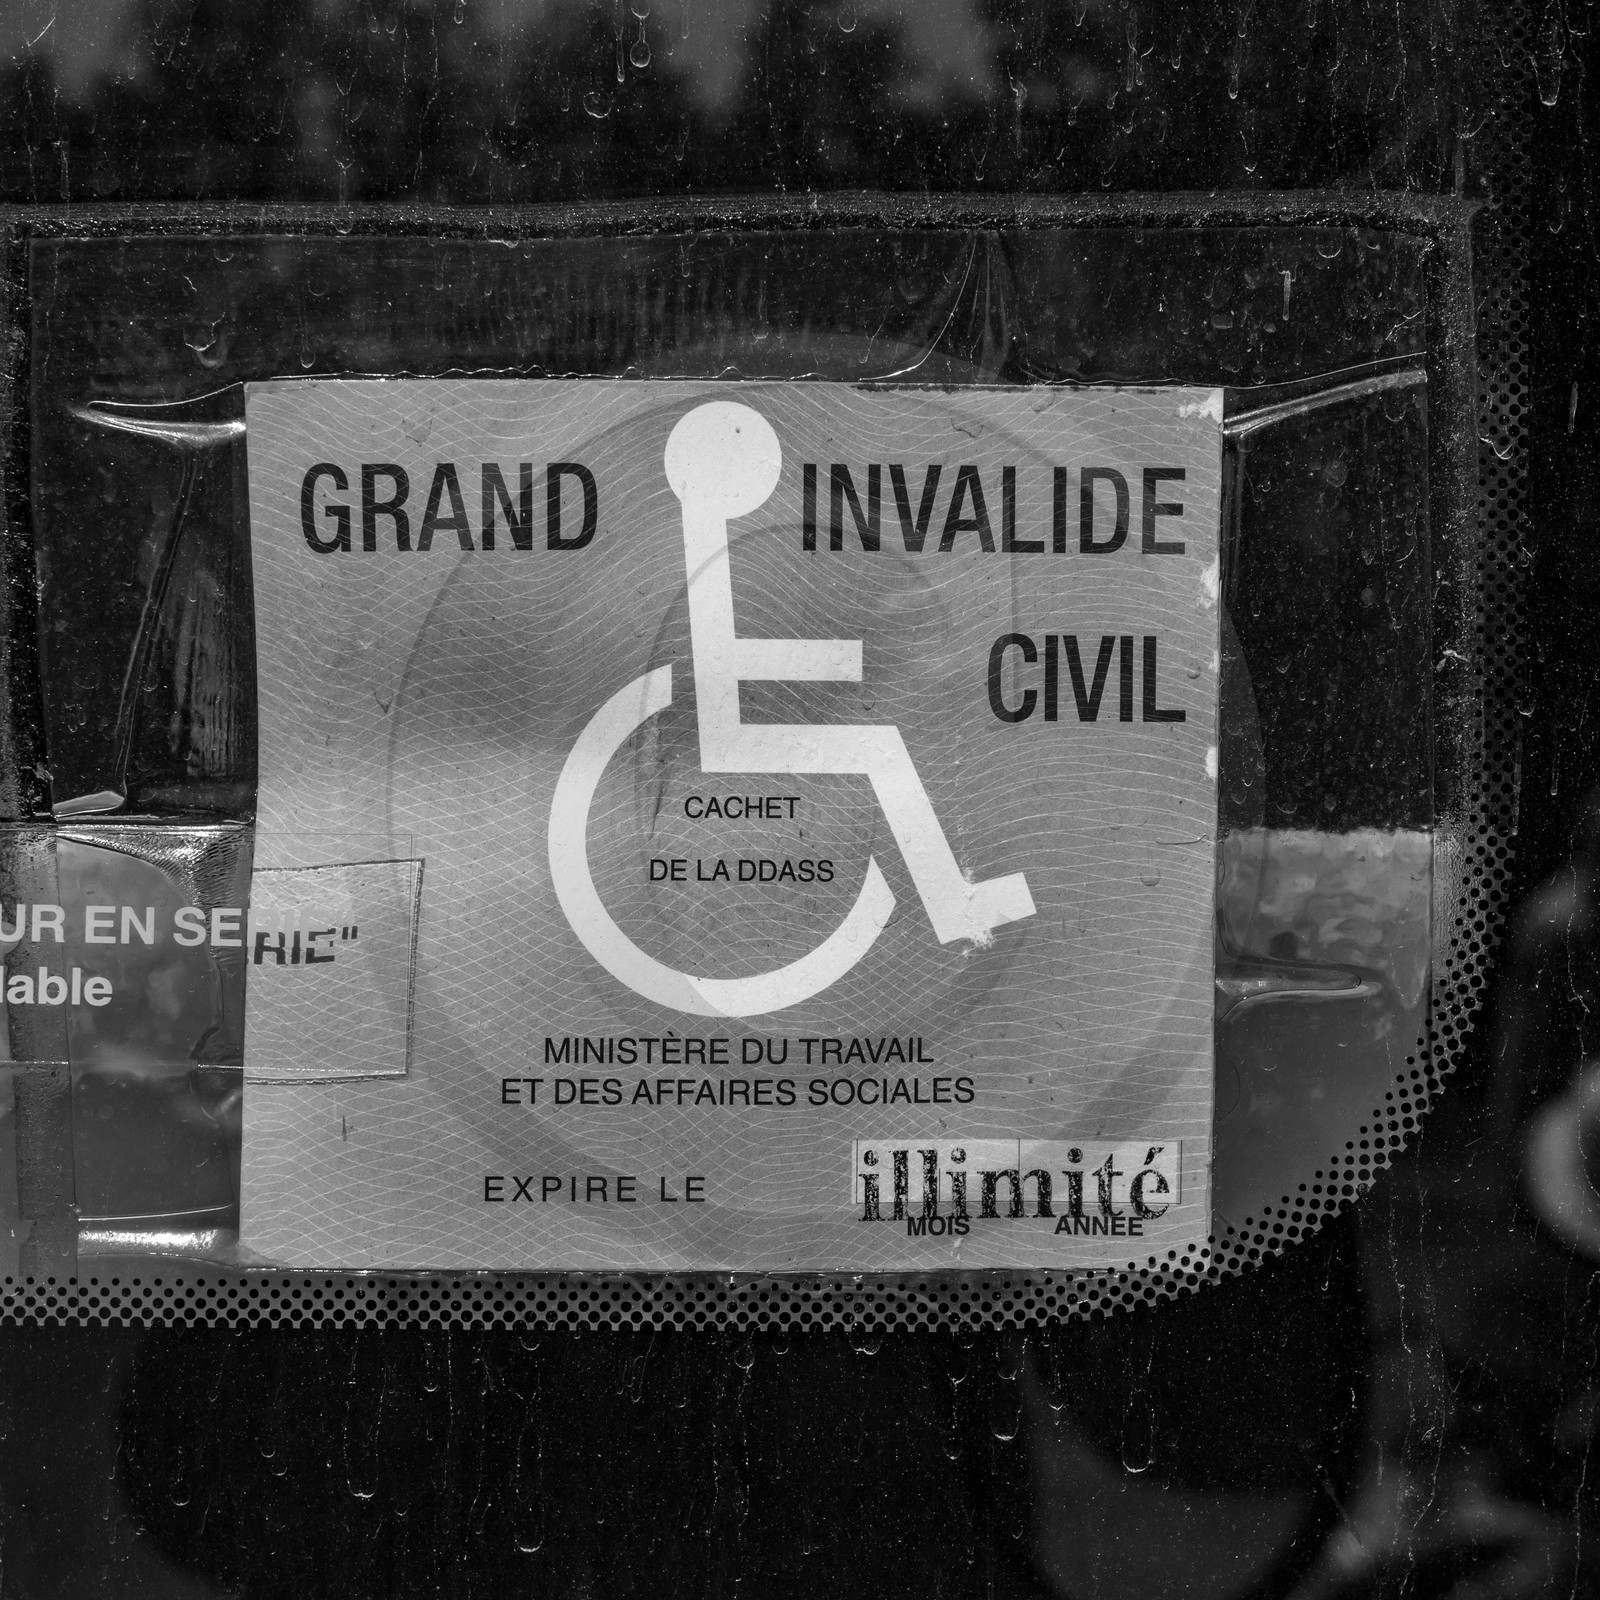 GRAND INVALIDE
CIVIL
CACHET
DE LA DDASS
UR EN SERIE"
RIE"
lable
MINISTÈRE DU TRAVAIL
ET DES AFFAIRES SOCIALES
EXPIRE LE illimité
MOIS ANNÉE